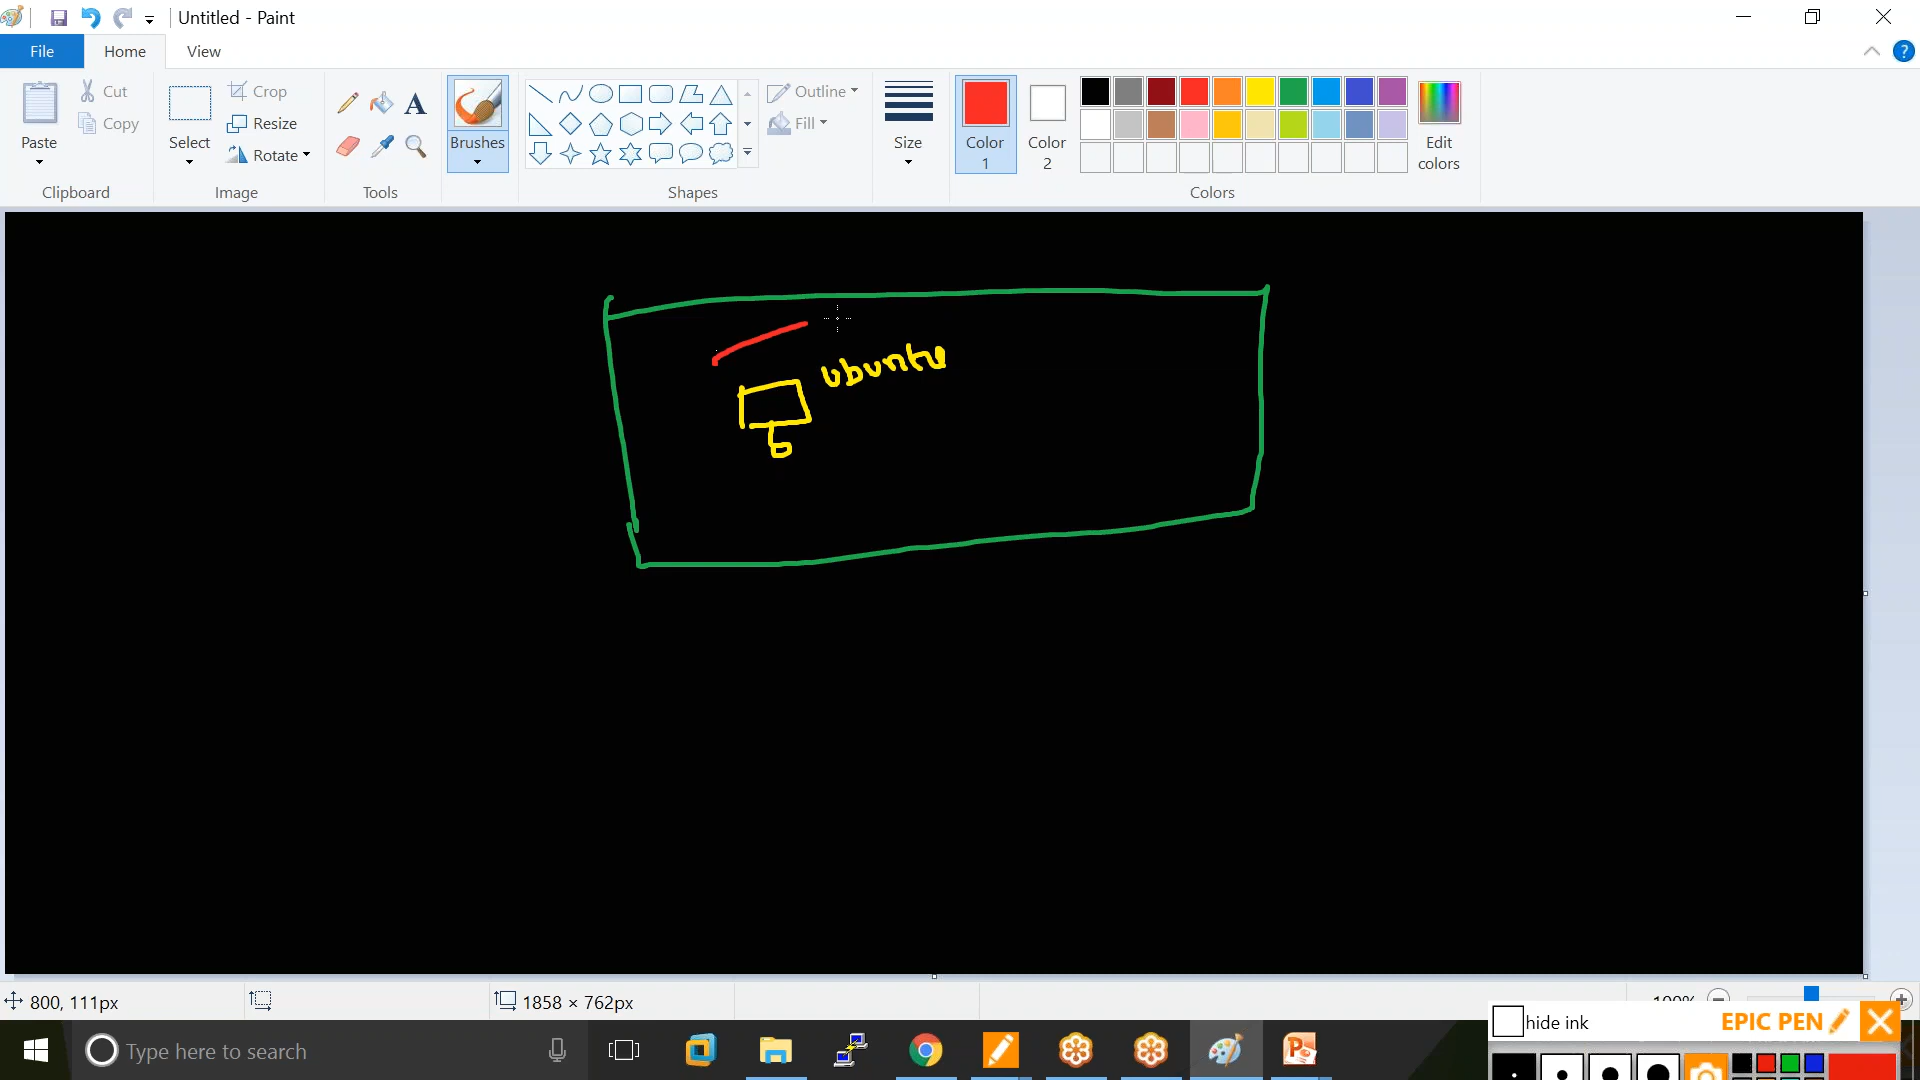 Untitled - Paint
File Home View
Paste
Cut
Copy
Clipboard
Select
Crop
Resize
Rotate
Image
A
Tools
Brushes
Outline
Fill
Shapes
Size
Color 1
Color 2
Edit colors
Colors
ubuntu
800, 111px
1858 × 762px
100%
hide ink EPIC PEN
Type here to search